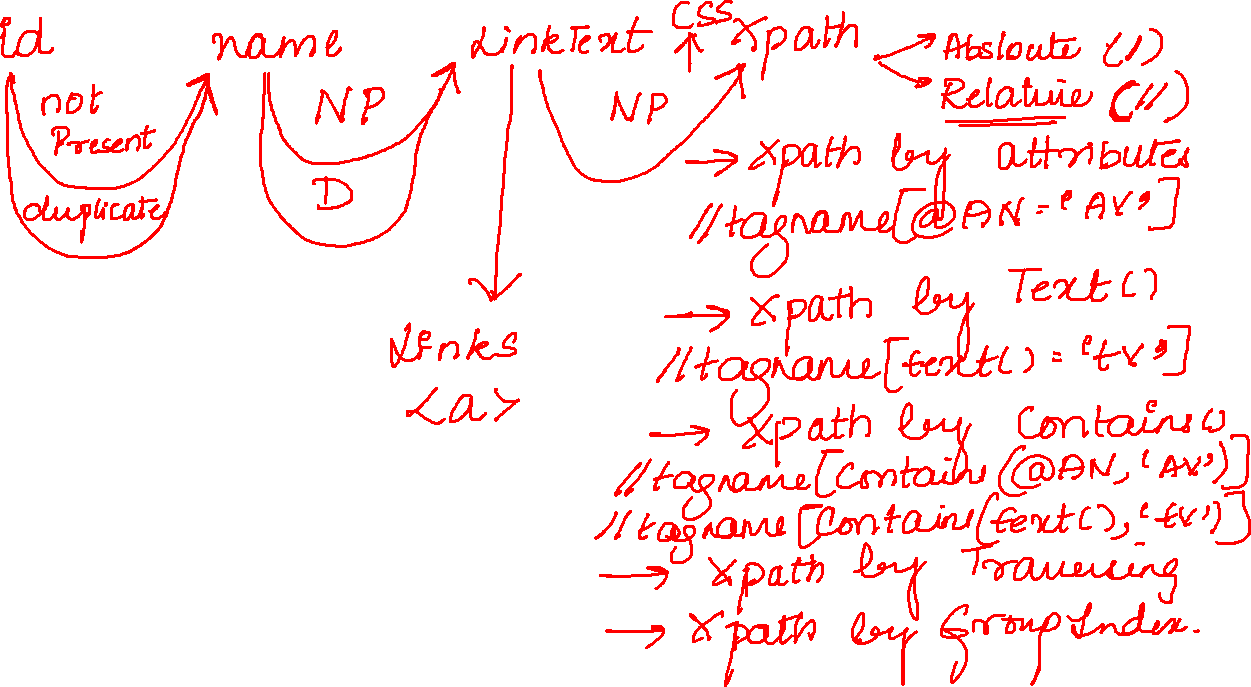 id name LinkText CSS Xpath
Absloute (/)
Relative (//)
not
Present
NP NP
duplicate
D
→ Xpath by attributes
//tagname[@AN='AV']
→ Xpath by Text()
//tagname[text()='tv']
Links
<a>
→ Xpath by Contains()
//tagname[Contains(@AN,'AV')]
//tagname[Contains(text(),'tv')]
→ Xpath by Traversing
→ Xpath by Group Index.